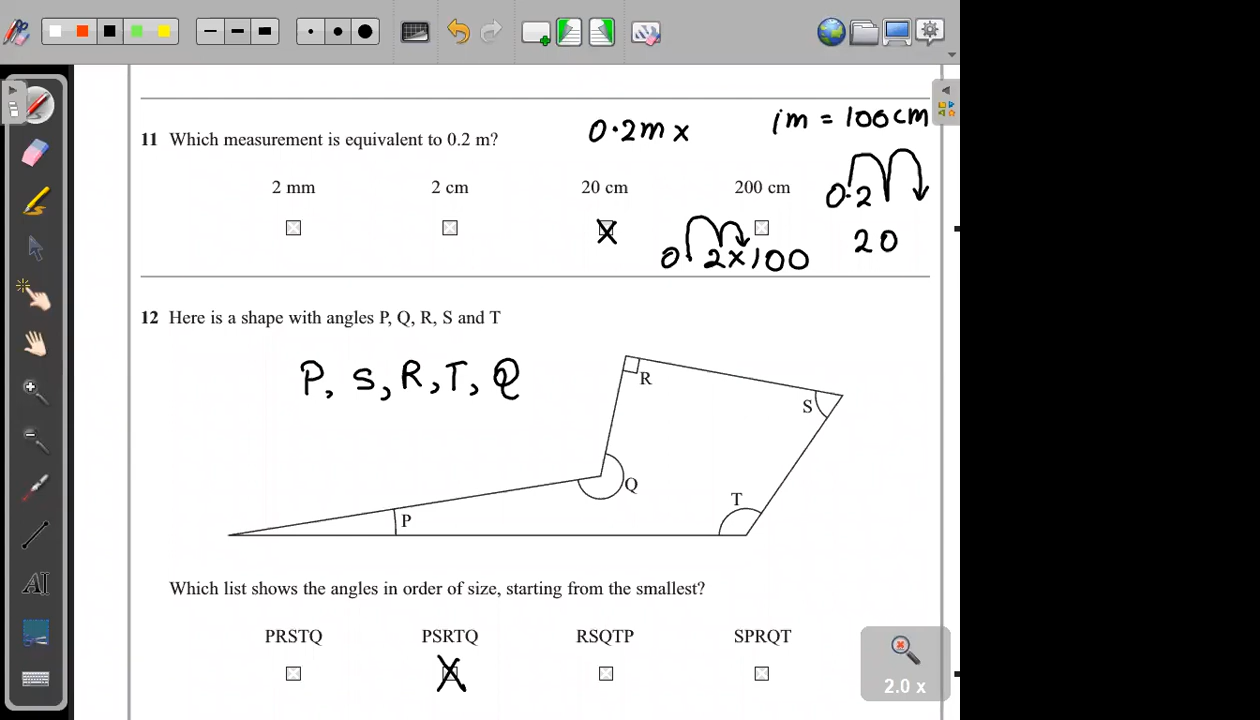 11 Which measurement is equivalent to 0.2 m?
0.2m x
1m = 100cm
2 mm 2 cm 20 cm 200 cm
0.2
0 2x100
20
12 Here is a shape with angles P, Q, R, S and T
P, S, R, T, Q
R
S
Q
T
P
Which list shows the angles in order of size, starting from the smallest?
PRSTQ PSRTQ RSQTP SPRQT
2.0 x